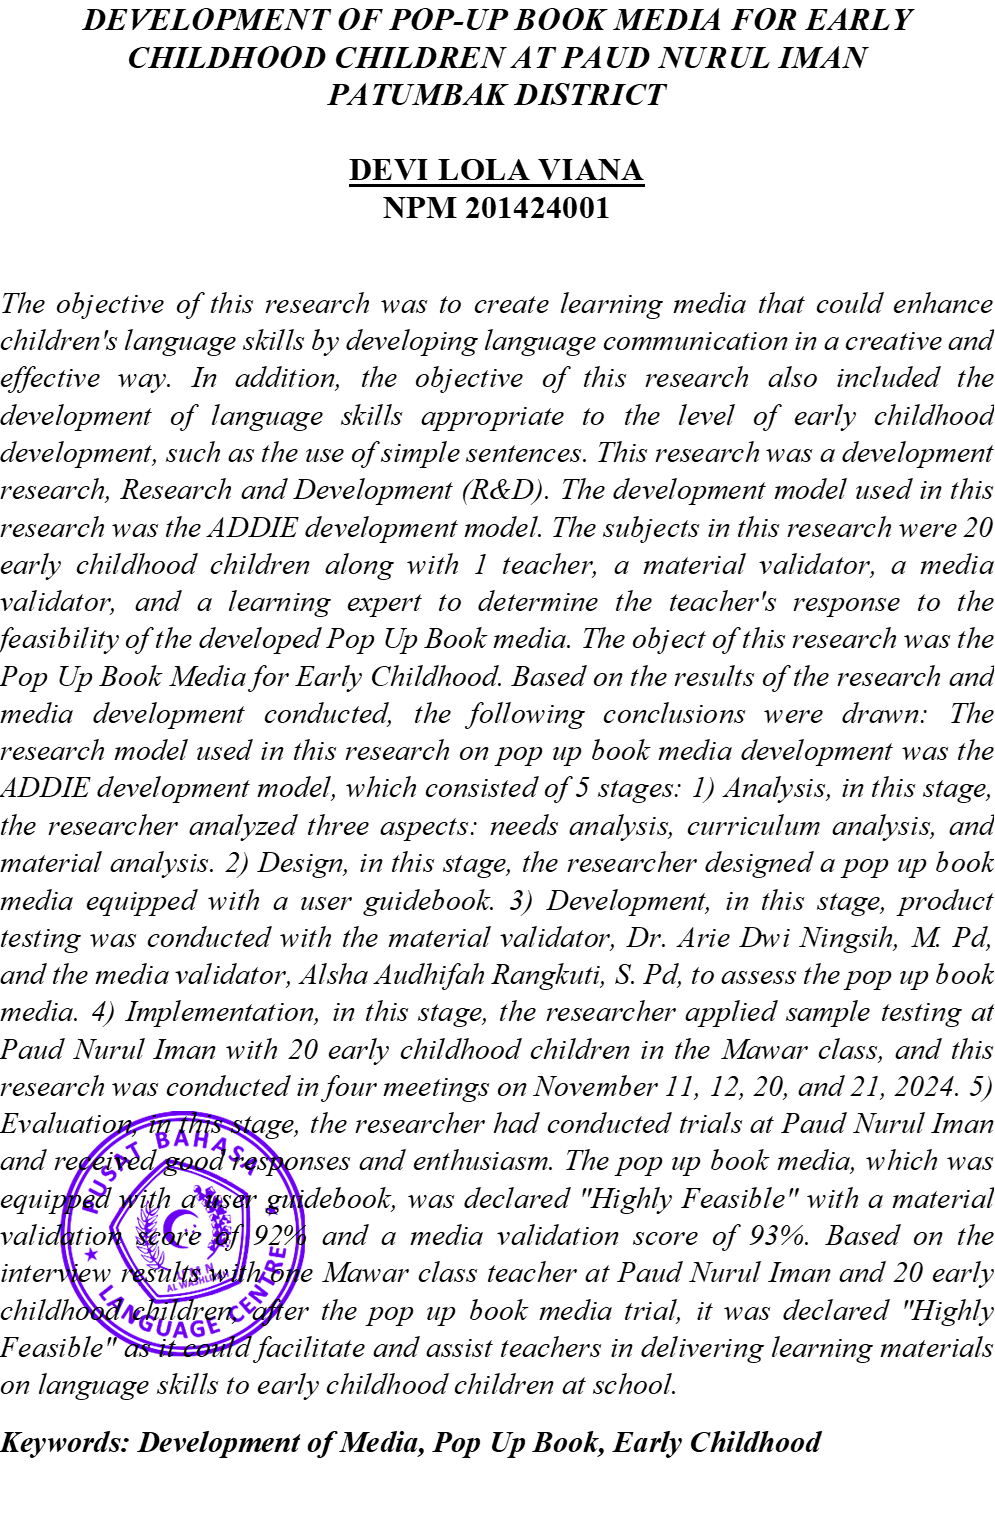 DEVELOPMENT OF POP-UP BOOK MEDIA FOR EARLY
CHILDHOOD CHILDREN AT PAUD NURUL IMAN
PATUMBAK DISTRICT
DEVI LOLA VIANA
NPM 201424001
The objective of this research was to create learning media that could enhance
children's language skills by developing language communication in a creative and
effective way. In addition, the objective of this research also included the
development of language skills appropriate to the level of early childhood
development, such as the use of simple sentences. This research was a development
research, Research and Development (R&D). The development model used in this
research was the ADDIE development model. The subjects in this research were 20
early childhood children along with 1 teacher, a material validator, a media
validator, and a learning expert to determine the teacher's response to the
feasibility of the developed Pop Up Book media. The object of this research was the
Pop Up Book Media for Early Childhood. Based on the results of the research and
media development conducted, the following conclusions were drawn: The
research model used in this research on pop up book media development was the
ADDIE development model, which consisted of 5 stages: 1) Analysis, in this stage,
the researcher analyzed three aspects: needs analysis, curriculum analysis, and
material analysis. 2) Design, in this stage, the researcher designed a pop up book
media equipped with a user guidebook. 3) Development, in this stage, product
testing was conducted with the material validator, Dr. Arie Dwi Ningsih, M. Pd,
and the media validator, Alsha Audhifah Rangkuti, S. Pd, to assess the pop up book
media. 4) Implementation, in this stage, the researcher applied sample testing at
Paud Nurul Iman with 20 early childhood children in the Mawar class, and this
research was conducted in four meetings on November 11, 12, 20, and 21, 2024. 5)
Evaluation, in this stage, the researcher had conducted trials at Paud Nurul Iman
and received good responses and enthusiasm. The pop up book media, which was
equipped with a user guidebook, was declared "Highly Feasible" with a material
validation score of 92% and a media validation score of 93%. Based on the
interview results with one Mawar class teacher at Paud Nurul Iman and 20 early
childhood children, after the pop up book media trial, it was declared "Highly
Feasible" as it could facilitate and assist teachers in delivering learning materials
on language skills to early childhood children at school.
Keywords: Development of Media, Pop Up Book, Early Childhood
PUSAT BAHASA
UMN
AL WASHLIYAH
LANGUAGE CENTRE